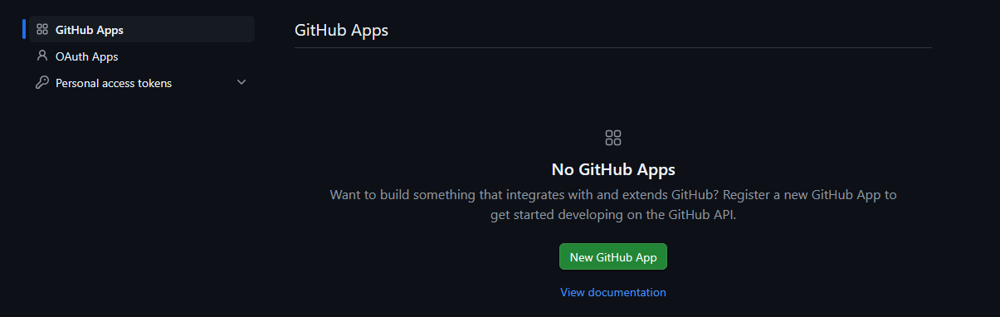 GitHub Apps
OAuth Apps
Personal access tokens
GitHub Apps
No GitHub Apps
Want to build something that integrates with and extends GitHub? Register a new GitHub App to
get started developing on the GitHub API.
New GitHub App
View documentation